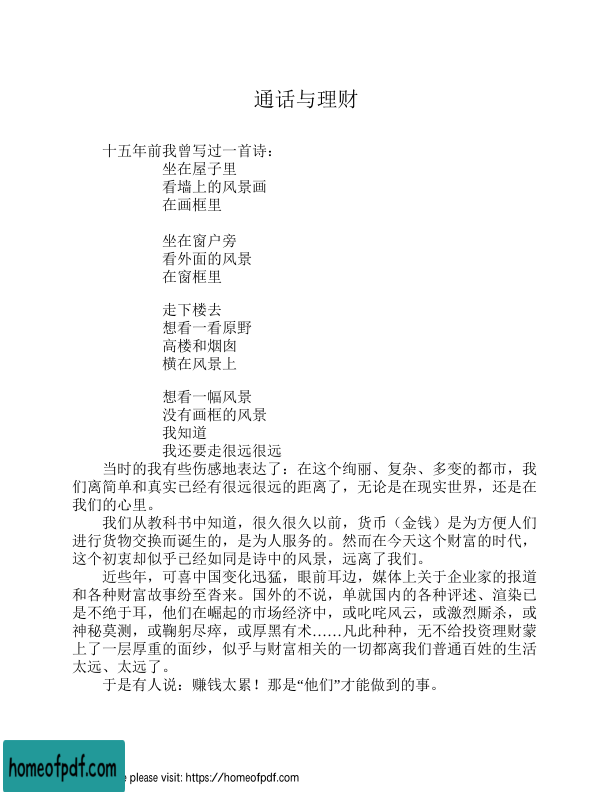 通话与理财
十五年前我曾写过一首诗：
坐在屋子里
看墙上的风景画
在画框里
坐在窗户旁
看外面的风景
在窗框里
走下楼去
想看一看原野
高楼和烟囱
横在风景上
想看一幅风景
没有画框的风景
我知道
我还要走很远很远
当时的我有些伤感地表达了：在这个绚丽、复杂、多变的都市，我
们离简单和真实已经有很远很远的距离了，无论是在现实世界，还是在
我们的心里。
我们从教科书中知道，很久很久以前，货币（金钱）是为方便人们
进行货物交换而诞生的，是为人服务的。然而在今天这个财富的时代，
这个初衷却似乎已经如同是诗中的风景，远离了我们。
近些年，可喜中国变化迅猛，眼前耳边，媒体上关于企业家的报道
和各种财富故事纷至沓来。国外的不说，单就国内的各种评述、渲染已
是不绝于耳，他们在崛起的市场经济中，或叱咤风云，或激烈厮杀，或
神秘莫测，或鞠躬尽瘁，或厚黑有术……凡此种种，无不给投资理财蒙
上了一层厚重的面纱，似乎与财富相关的一切都离我们普通百姓的生活
太远、太远了。
于是有人说：赚钱太累！那是“他们”才能做到的事。
homeofpdf.com
e please visit: https://homeofpdf.com